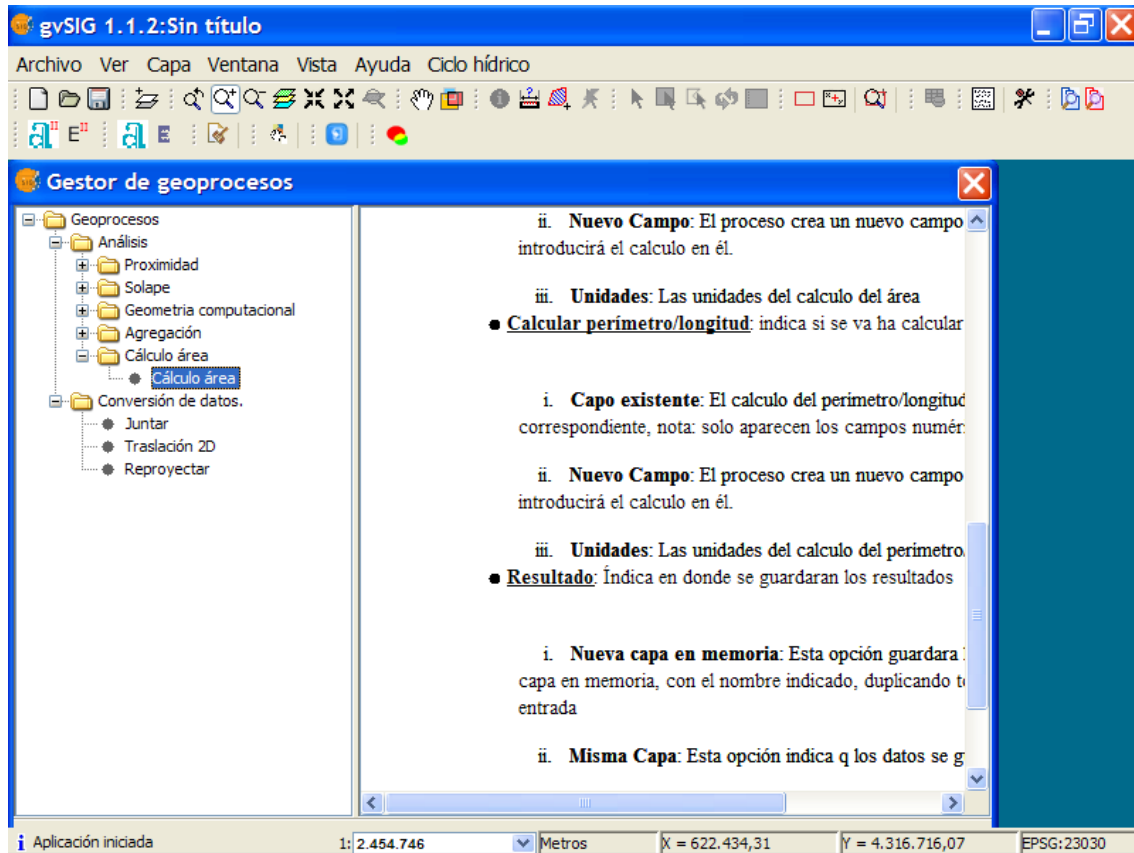 gvSIG 1.1.2:Sin título
Archivo Ver Capa Ventana Vista Ayuda Ciclo hídrico
Gestor de geoprocesos
Geoprocesos
Análisis
Proximidad
Solape
Geometria computacional
Agregación
Cálculo área
Cálculo área
Conversión de datos.
Juntar
Traslación 2D
Reproyectar
ii. Nuevo Campo: El proceso crea un nuevo campo
introducirá el calculo en él.
iii. Unidades: Las unidades del calculo del área
Calcular perímetro/longitud: indica si se va ha calcular
i. Capo existente: El calculo del perimetro/longitud
correspondiente, nota: solo aparecen los campos numér
ii. Nuevo Campo: El proceso crea un nuevo campo
introducirá el calculo en él.
iii. Unidades: Las unidades del calculo del perimetro
Resultado: Índica en donde se guardaran los resultados
i. Nueva capa en memoria: Esta opción guardara
capa en memoria, con el nombre indicado, duplicando t
entrada
ii. Misma Capa: Esta opción indica q los datos se g
Aplicación iniciada 1: 2.454.746 Metros X = 622.434,31 Y = 4.316.716,07 EPSG:23030